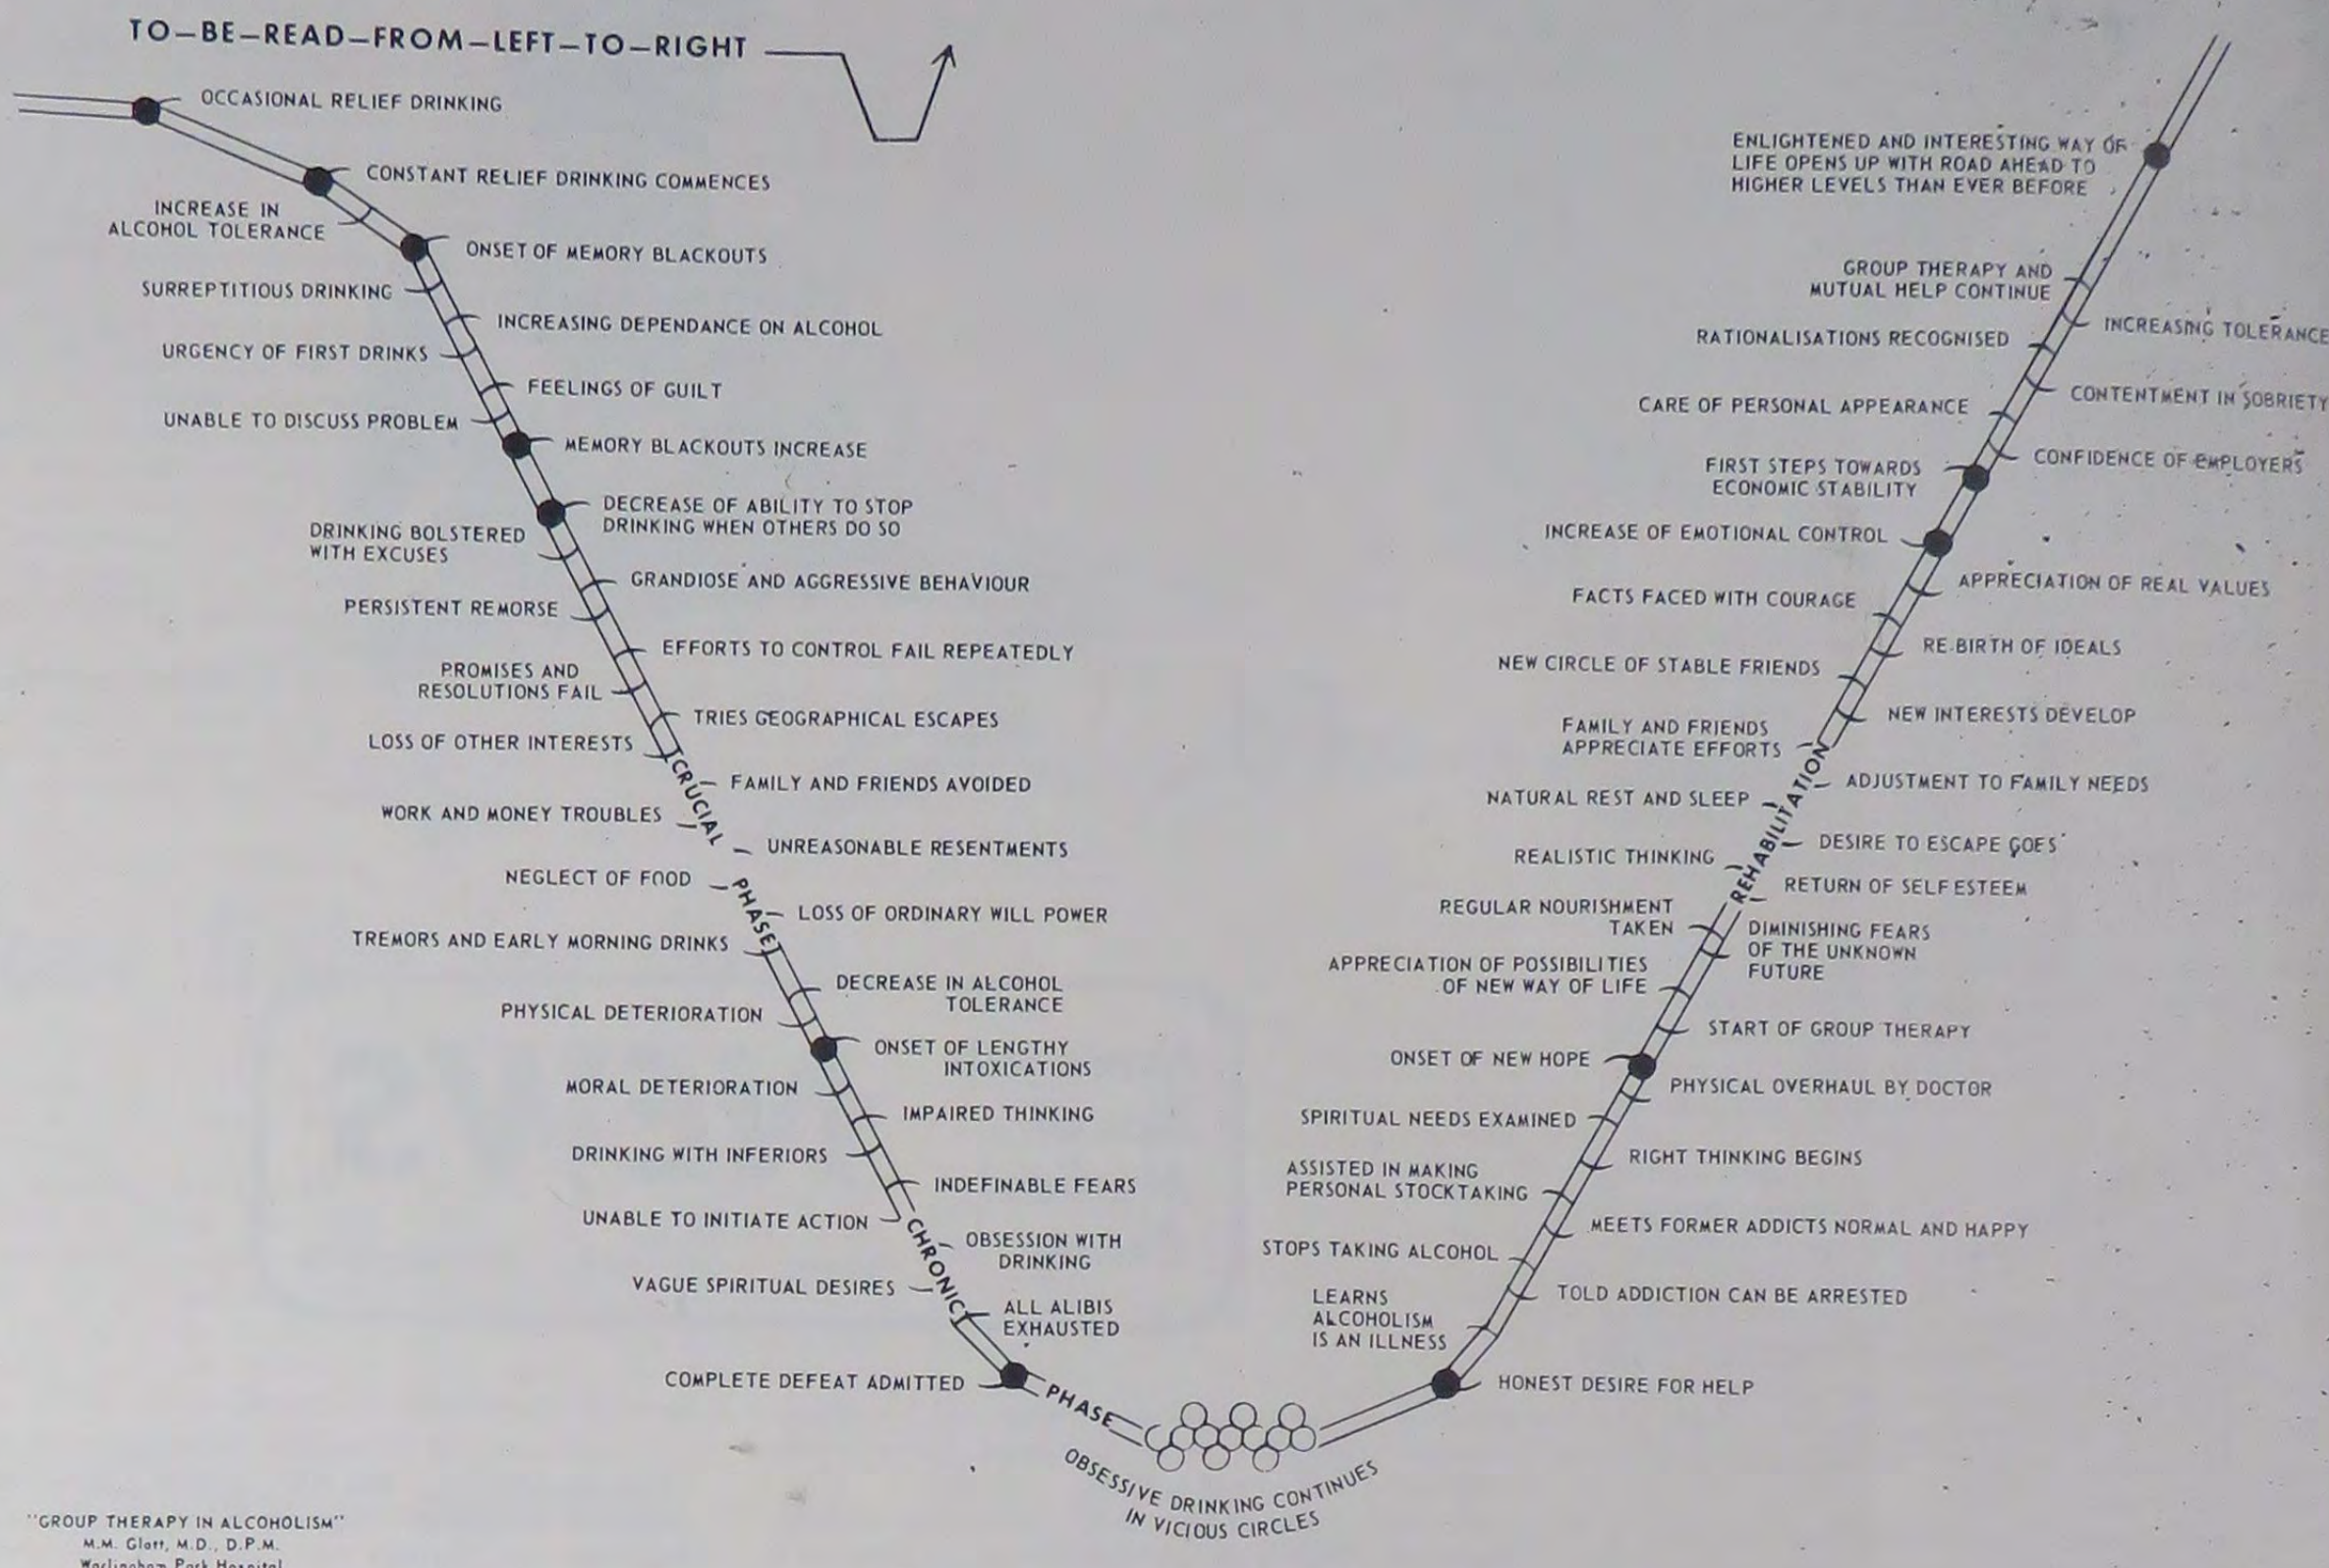 TO—BE—READ—FROM—LEFT—TO—RIGHT
OCCASIONAL RELIEF DRINKING
CONSTANT RELIEF DRINKING COMMENCES
INCREASE IN
ALCOHOL TOLERANCE
ONSET OF MEMORY BLACKOUTS
SURREPTITIOUS DRINKING
INCREASING DEPENDANCE ON ALCOHOL
URGENCY OF FIRST DRINKS
FEELINGS OF GUILT
UNABLE TO DISCUSS PROBLEM
MEMORY BLACKOUTS INCREASE
DECREASE OF ABILITY TO STOP
DRINKING WHEN OTHERS DO SO
DRINKING BOLSTERED
WITH EXCUSES
GRANDIOSE AND AGGRESSIVE BEHAVIOUR
PERSISTENT REMORSE
EFFORTS TO CONTROL FAIL REPEATEDLY
PROMISES AND
RESOLUTIONS FAIL
TRIES GEOGRAPHICAL ESCAPES
LOSS OF OTHER INTERESTS
CRUCIAL
PHASE
FAMILY AND FRIENDS AVOIDED
WORK AND MONEY TROUBLES
UNREASONABLE RESENTMENTS
NEGLECT OF FOOD
LOSS OF ORDINARY WILL POWER
TREMORS AND EARLY MORNING DRINKS
DECREASE IN ALCOHOL
TOLERANCE
PHYSICAL DETERIORATION
ONSET OF LENGTHY
INTOXICATIONS
MORAL DETERIORATION
IMPAIRED THINKING
DRINKING WITH INFERIORS
INDEFINABLE FEARS
UNABLE TO INITIATE ACTION
CHRONIC
PHASE
OBSESSION WITH
DRINKING
VAGUE SPIRITUAL DESIRES
ALL ALIBIS
EXHAUSTED
COMPLETE DEFEAT ADMITTED
OBSESSIVE DRINKING CONTINUES
IN VICIOUS CIRCLES
HONEST DESIRE FOR HELP
LEARNS
ALCOHOLISM
IS AN ILLNESS
TOLD ADDICTION CAN BE ARRESTED
STOPS TAKING ALCOHOL
MEETS FORMER ADDICTS NORMAL AND HAPPY
ASSISTED IN MAKING
PERSONAL STOCKTAKING
RIGHT THINKING BEGINS
SPIRITUAL NEEDS EXAMINED
PHYSICAL OVERHAUL BY DOCTOR
ONSET OF NEW HOPE
START OF GROUP THERAPY
APPRECIATION OF POSSIBILITIES
OF NEW WAY OF LIFE
DIMINISHING FEARS
OF THE UNKNOWN
FUTURE
REGULAR NOURISHMENT
TAKEN
RETURN OF SELF ESTEEM
REHABILITATION
REALISTIC THINKING
DESIRE TO ESCAPE GOES
NATURAL REST AND SLEEP
ADJUSTMENT TO FAMILY NEEDS
FAMILY AND FRIENDS
APPRECIATE EFFORTS
NEW INTERESTS DEVELOP
NEW CIRCLE OF STABLE FRIENDS
RE-BIRTH OF IDEALS
FACTS FACED WITH COURAGE
APPRECIATION OF REAL VALUES
INCREASE OF EMOTIONAL CONTROL
FIRST STEPS TOWARDS
ECONOMIC STABILITY
CONFIDENCE OF EMPLOYERS
CARE OF PERSONAL APPEARANCE
CONTENTMENT IN SOBRIETY
RATIONALISATIONS RECOGNISED
INCREASING TOLERANCE
GROUP THERAPY AND
MUTUAL HELP CONTINUE
ENLIGHTENED AND INTERESTING WAY OF
LIFE OPENS UP WITH ROAD AHEAD TO
HIGHER LEVELS THAN EVER BEFORE
"GROUP THERAPY IN ALCOHOLISM"
M.M. Glatt, M.D., D.P.M.
Warlingham Park Hospital